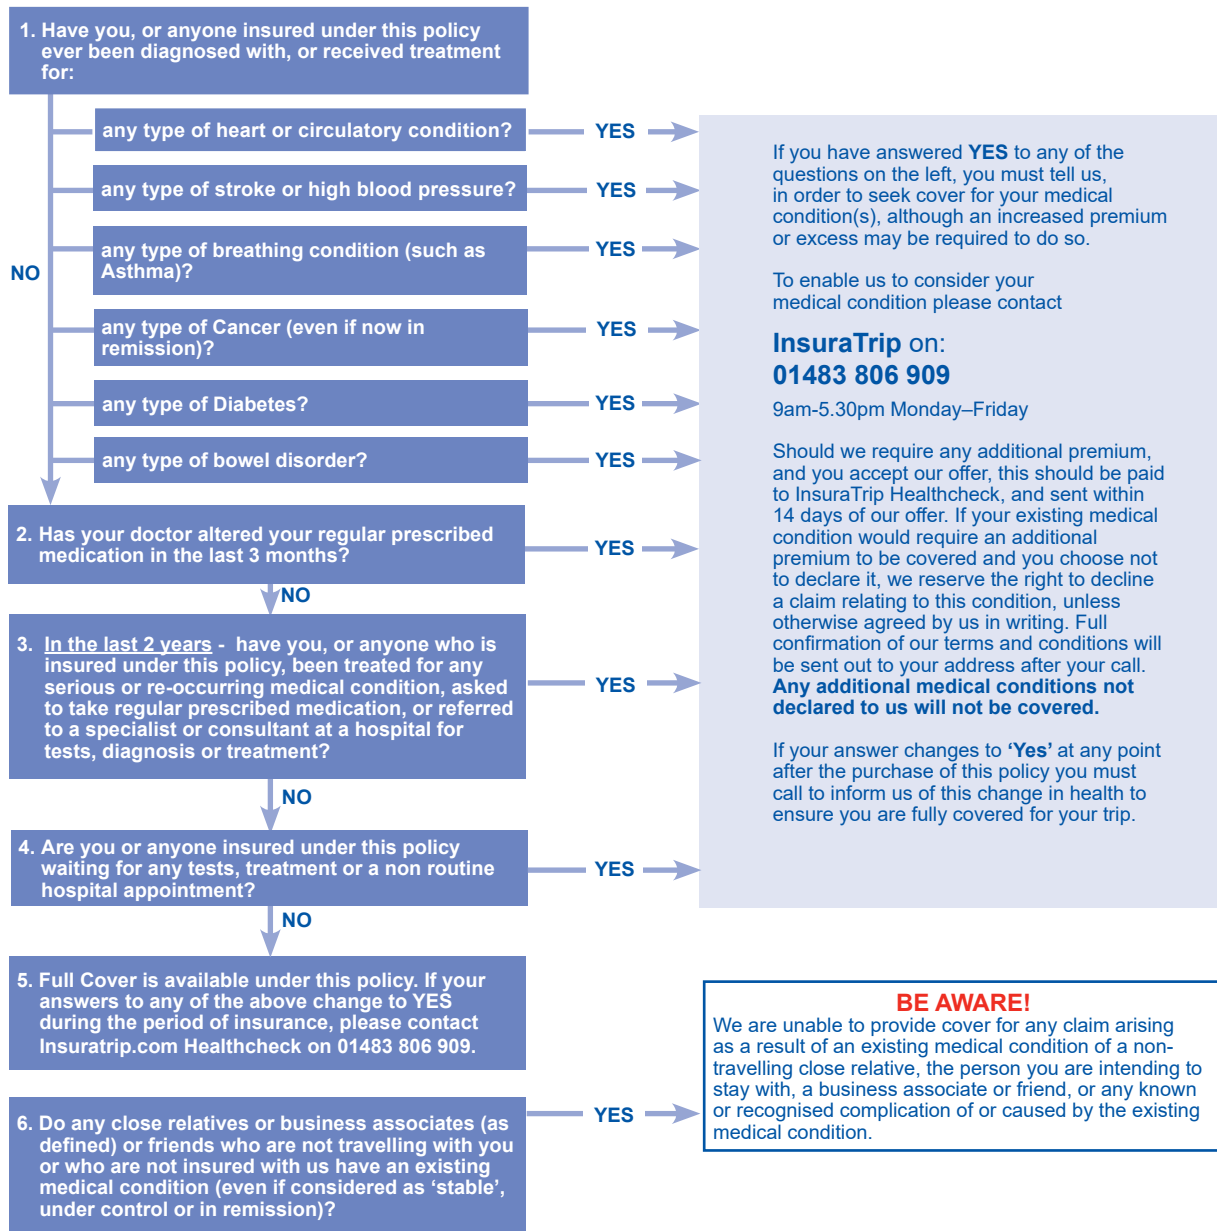 1. Have you, or anyone insured under this policy
ever been diagnosed with, or received treatment
for:
any type of heart or circulatory condition?
YES
any type of stroke or high blood pressure?
YES
any type of breathing condition (such as
Asthma)?
YES
NO
any type of Cancer (even if now in
remission)?
YES
any type of Diabetes?
YES
any type of bowel disorder?
YES
2. Has your doctor altered your regular prescribed
medication in the last 3 months?
YES
NO
3. In the last 2 years - have you, or anyone who is
insured under this policy, been treated for any
serious or re-occurring medical condition, asked
to take regular prescribed medication, or referred
to a specialist or consultant at a hospital for
tests, diagnosis or treatment?
YES
NO
4. Are you or anyone insured under this policy
waiting for any tests, treatment or a non routine
hospital appointment?
YES
NO
5. Full Cover is available under this policy. If your
answers to any of the above change to YES
during the period of insurance, please contact
Insuratrip.com Healthcheck on 01483 806 909.
6. Do any close relatives or business associates (as
defined) or friends who are not travelling with you
or who are not insured with us have an existing
medical condition (even if considered as ‘stable’,
under control or in remission)?
YES
If you have answered YES to any of the
questions on the left, you must tell us,
in order to seek cover for your medical
condition(s), although an increased premium
or excess may be required to do so.
To enable us to consider your
medical condition please contact
InsuraTrip on:
01483 806 909
9am-5.30pm Monday–Friday
Should we require any additional premium,
and you accept our offer, this should be paid
to InsuraTrip Healthcheck, and sent within
14 days of our offer. If your existing medical
condition would require an additional
premium to be covered and you choose not
to declare it, we reserve the right to decline
a claim relating to this condition, unless
otherwise agreed by us in writing. Full
confirmation of our terms and conditions will
be sent out to your address after your call.
Any additional medical conditions not
declared to us will not be covered.
If your answer changes to ‘Yes’ at any point
after the purchase of this policy you must
call to inform us of this change in health to
ensure you are fully covered for your trip.
BE AWARE!
We are unable to provide cover for any claim arising
as a result of an existing medical condition of a non-
travelling close relative, the person you are intending to
stay with, a business associate or friend, or any known
or recognised complication of or caused by the existing
medical condition.